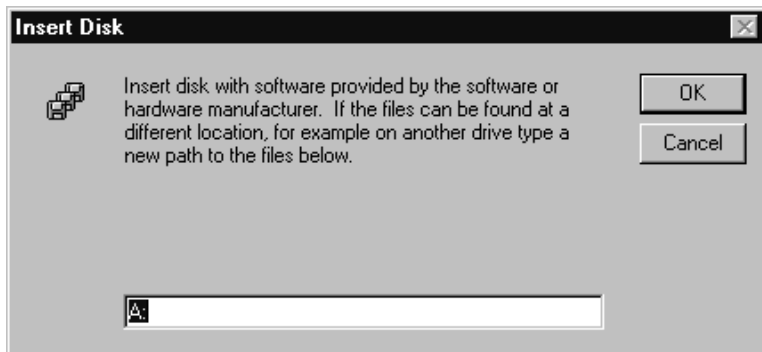 Insert Disk
Insert disk with software provided by the software or
hardware manufacturer. If the files can be found at a
different location, for example on another drive type a
new path to the files below.
OK
Cancel
A: